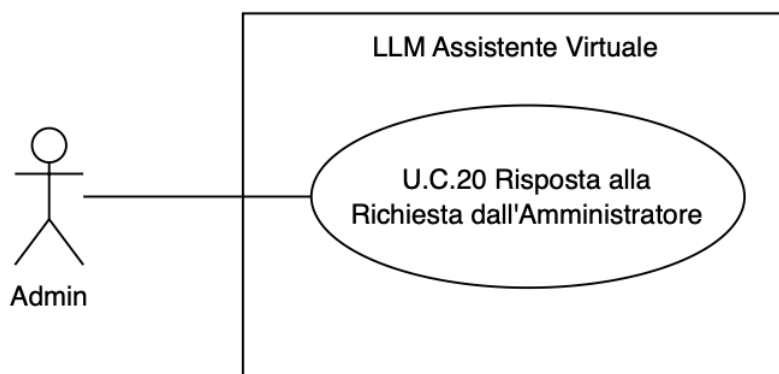 LLM Assistente Virtuale
U.C.20 Risposta alla
Richiesta dall'Amministratore
Admin